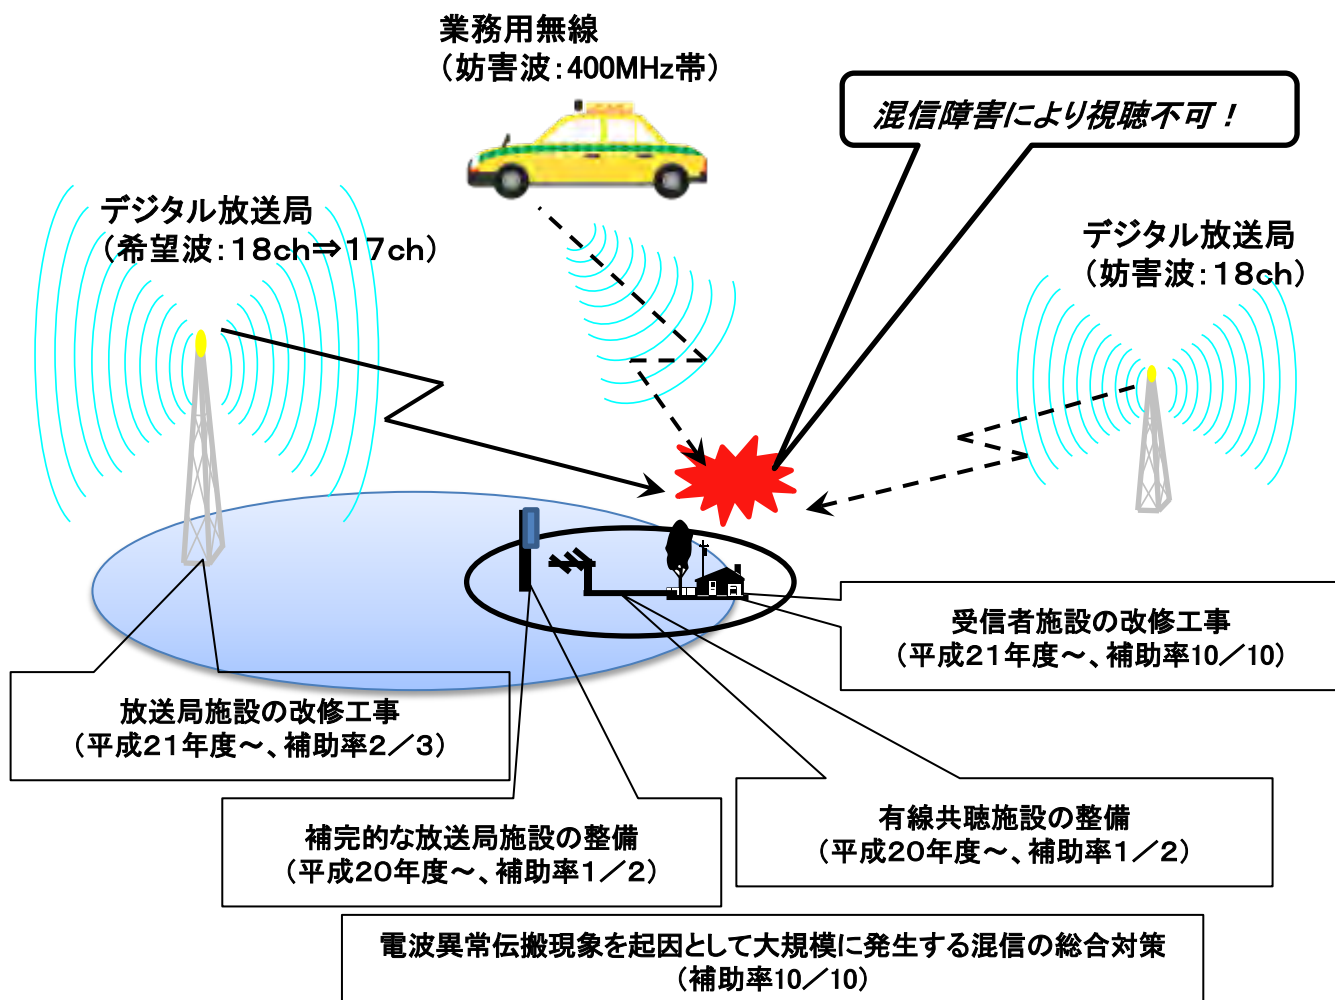 業務用無線
（妨害波：400MHz帯）
混信障害により視聴不可！
デジタル放送局
（希望波：18ch⇒17ch）
デジタル放送局
（妨害波：18ch）
受信者施設の改修工事
（平成21年度～、補助率10／10）
放送局施設の改修工事
（平成21年度～、補助率2／3）
補完的な放送局施設の整備
（平成20年度～、補助率1／2）
有線共聴施設の整備
（平成20年度～、補助率1／2）
電波異常伝搬現象を起因として大規模に発生する混信の総合対策
（補助率10／10）